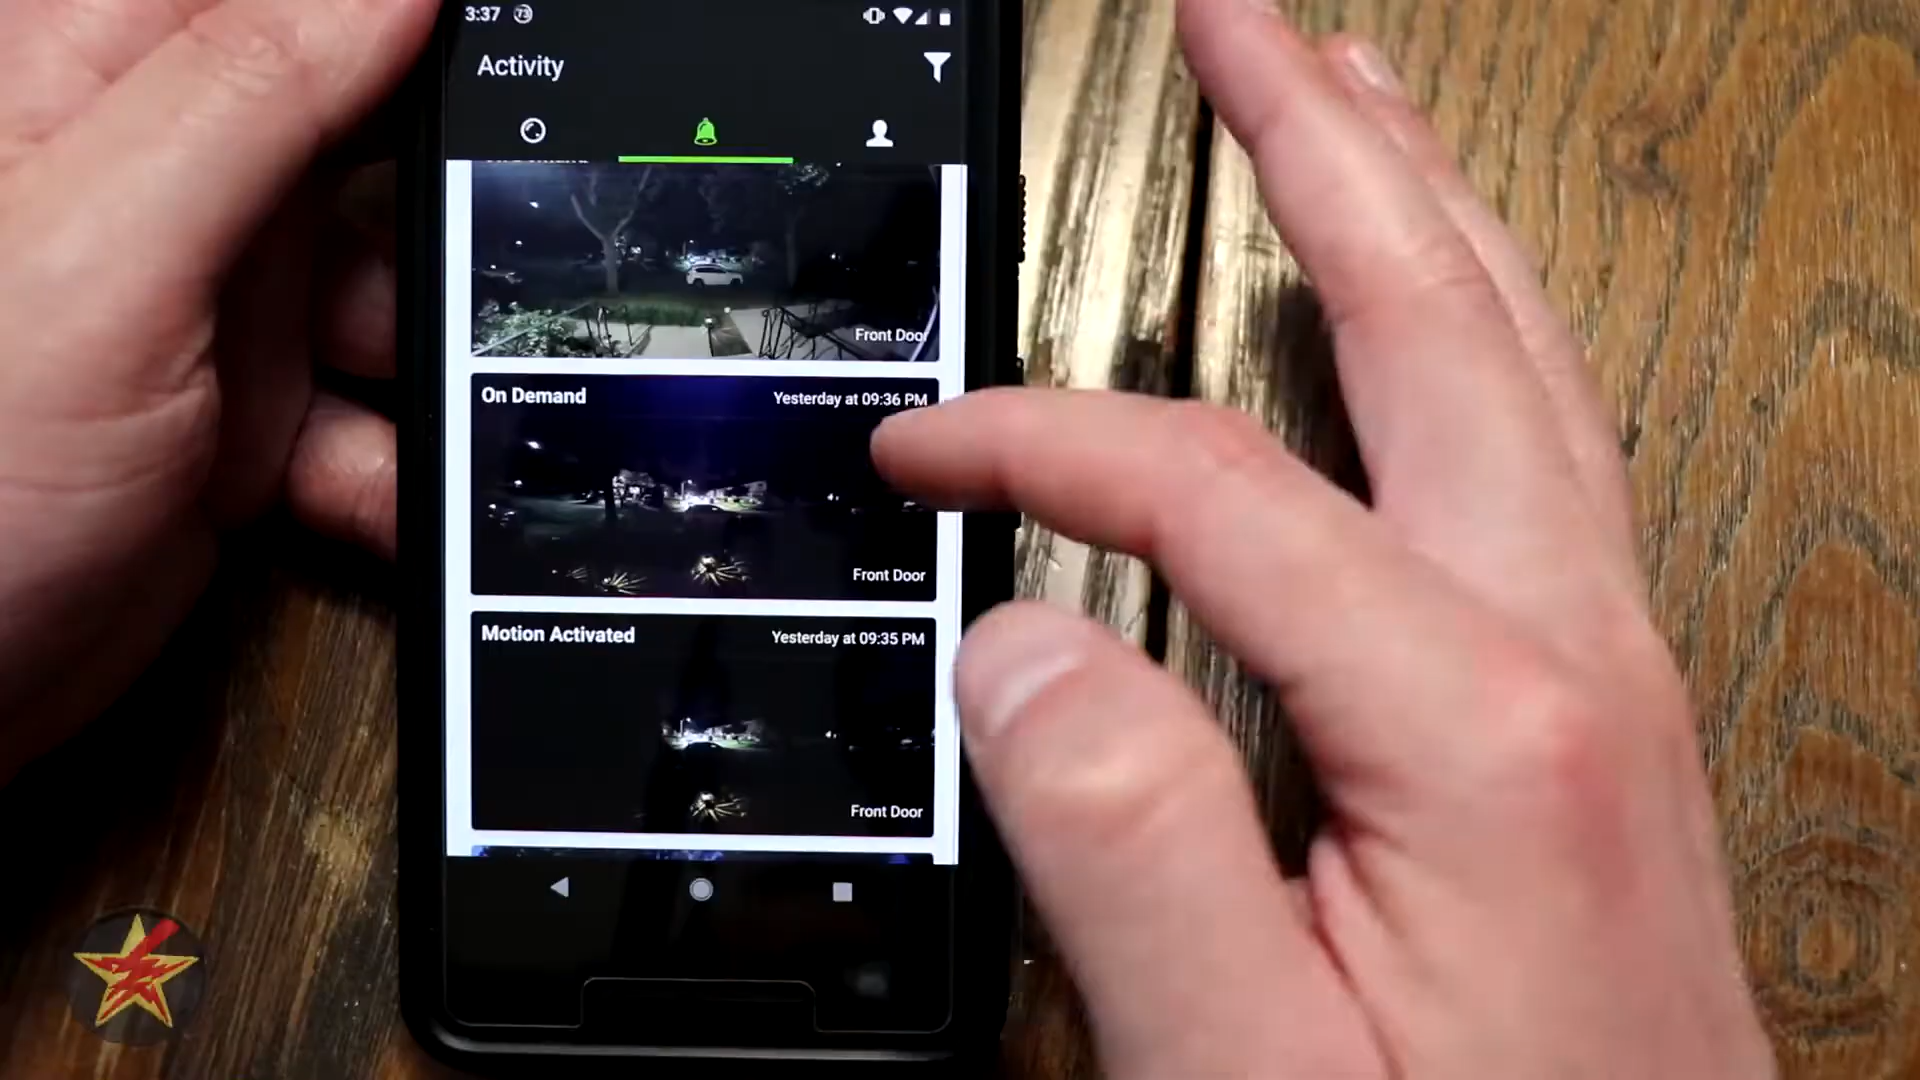 3:37 73
Activity
Front Door
On Demand Yesterday at 09:36 PM
Front Door
Motion Activated Yesterday at 09:35 PM
Front Door